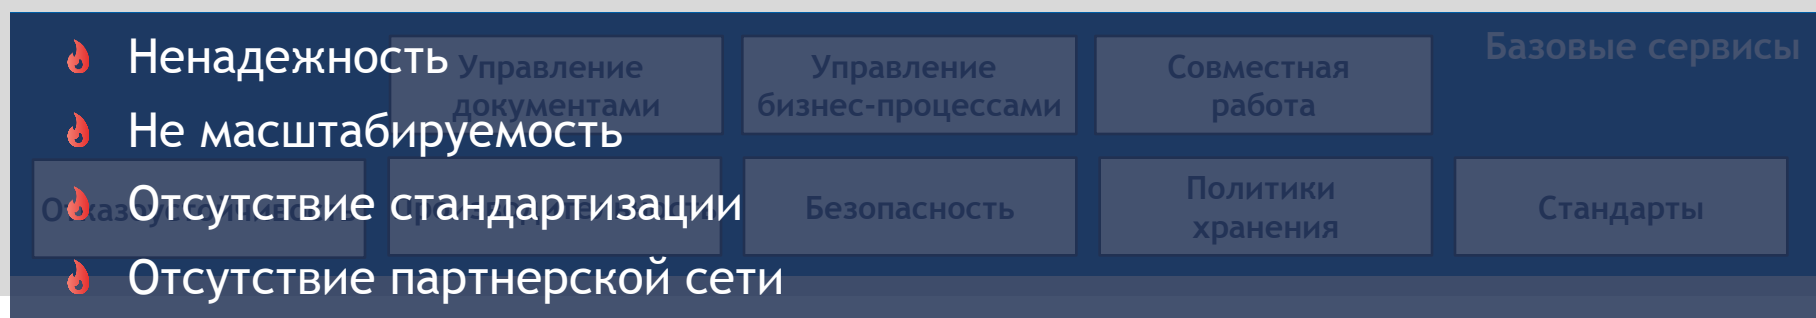 Ненадежность
Не масштабируемость
Отсутствие стандартизации
Отсутствие партнерской сети
Базовые сервисы
Управление
документами
Управление
бизнес-процессами
Совместная
работа
Безопасность
Политики
хранения
Стандарты